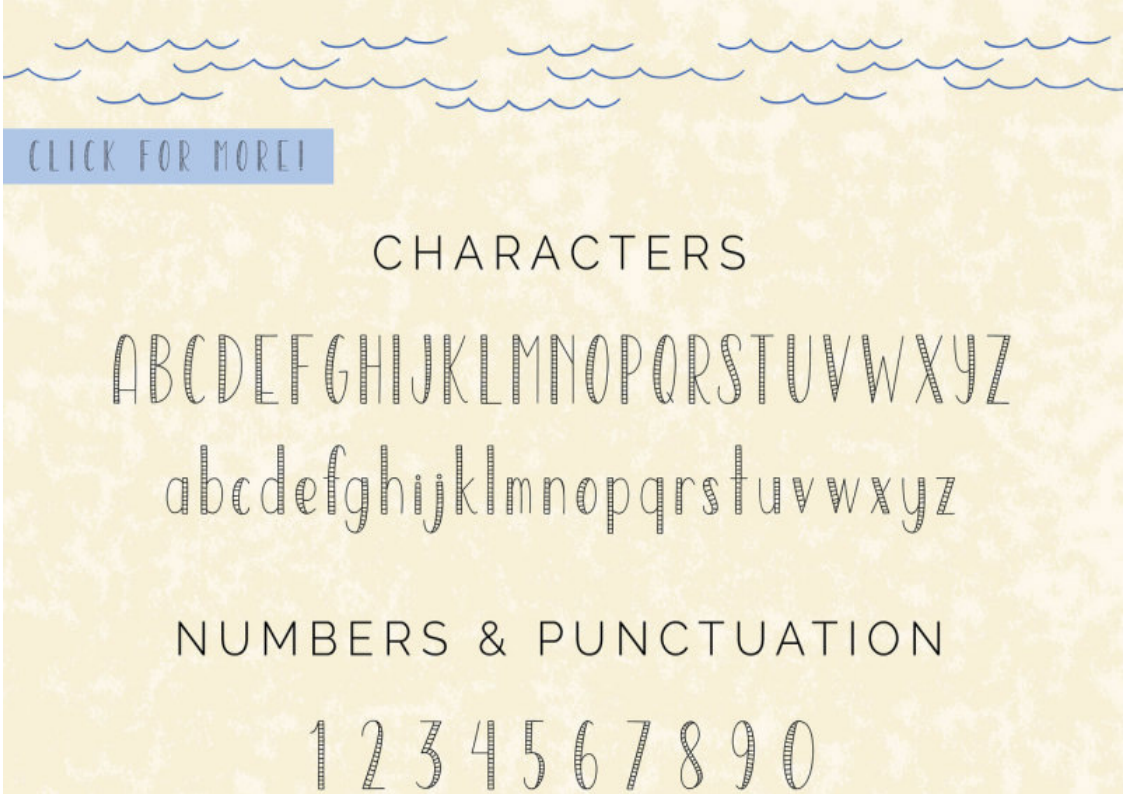 CLICK FOR MORE!
CHARACTERS
ABCDEFGHIJKLMNOPQRSTUVWXYZ
abcdefghijklmnopqrstuvwxyz
NUMBERS & PUNCTUATION
1234567890